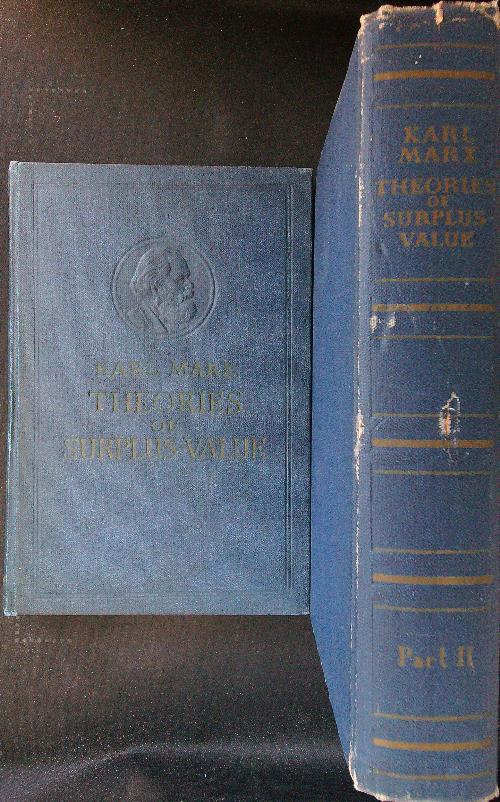 KARL MARX
THEORIES
OF
SURPLUS-VALUE
KARL
MARX
THEORIES
OF
SURPLUS-
VALUE
Part II